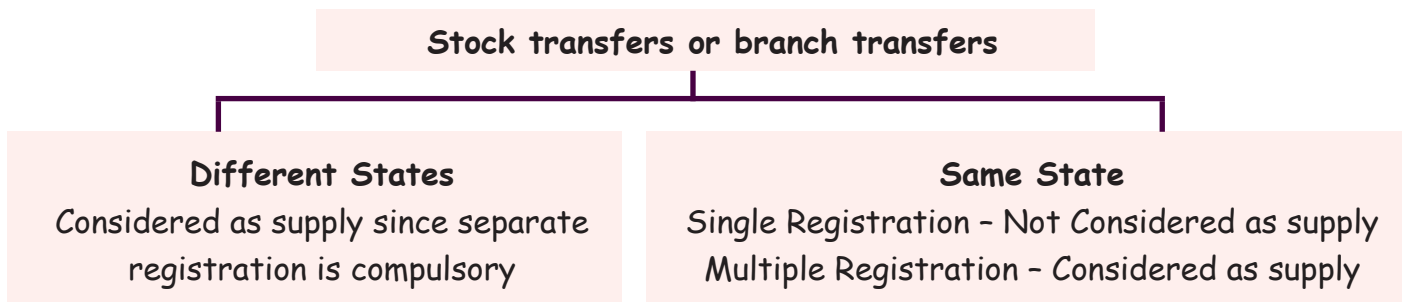 Stock transfers or branch transfers
Different States
Considered as supply since separate
registration is compulsory
Same State
Single Registration – Not Considered as supply
Multiple Registration – Considered as supply